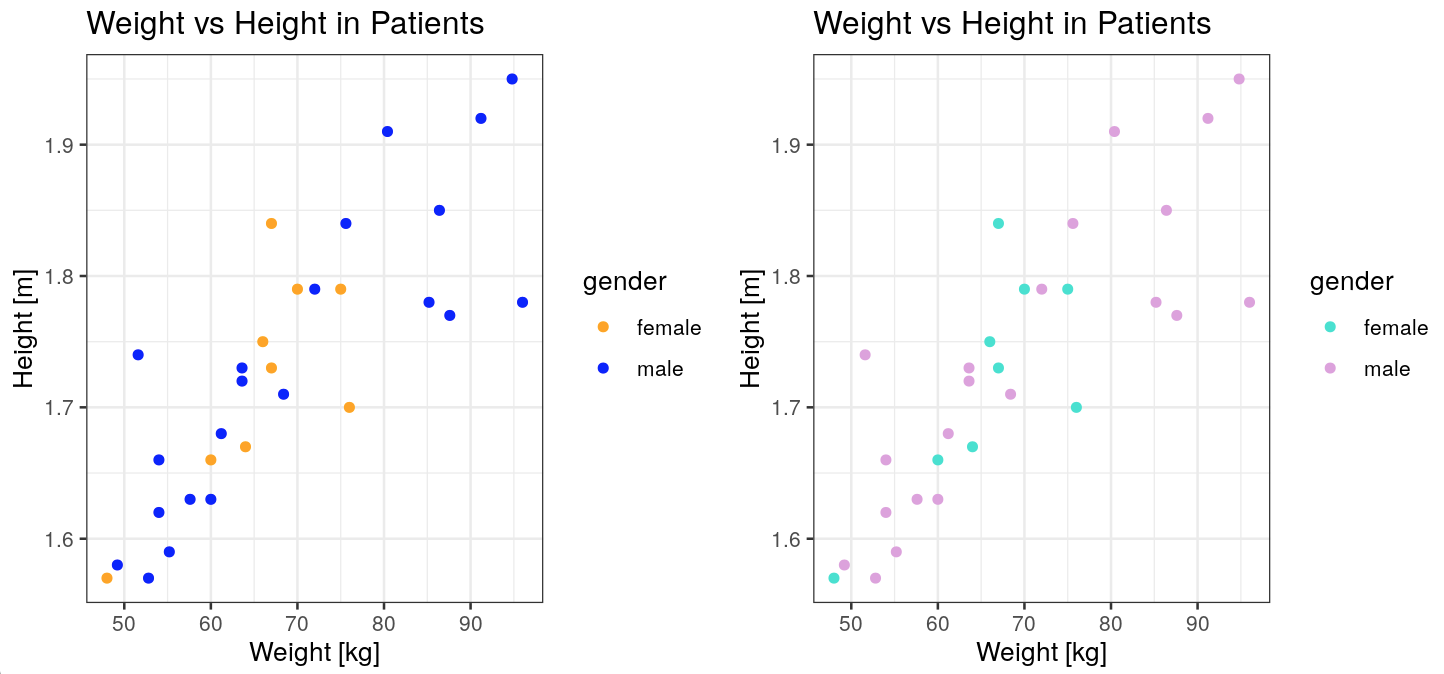 Weight vs Height in Patients
Height [m]
1.9
1.8
1.7
1.6
50 60 70 80 90
Weight [kg]
gender
female
male
Weight vs Height in Patients
Height [m]
1.9
1.8
1.7
1.6
50 60 70 80 90
Weight [kg]
gender
female
male